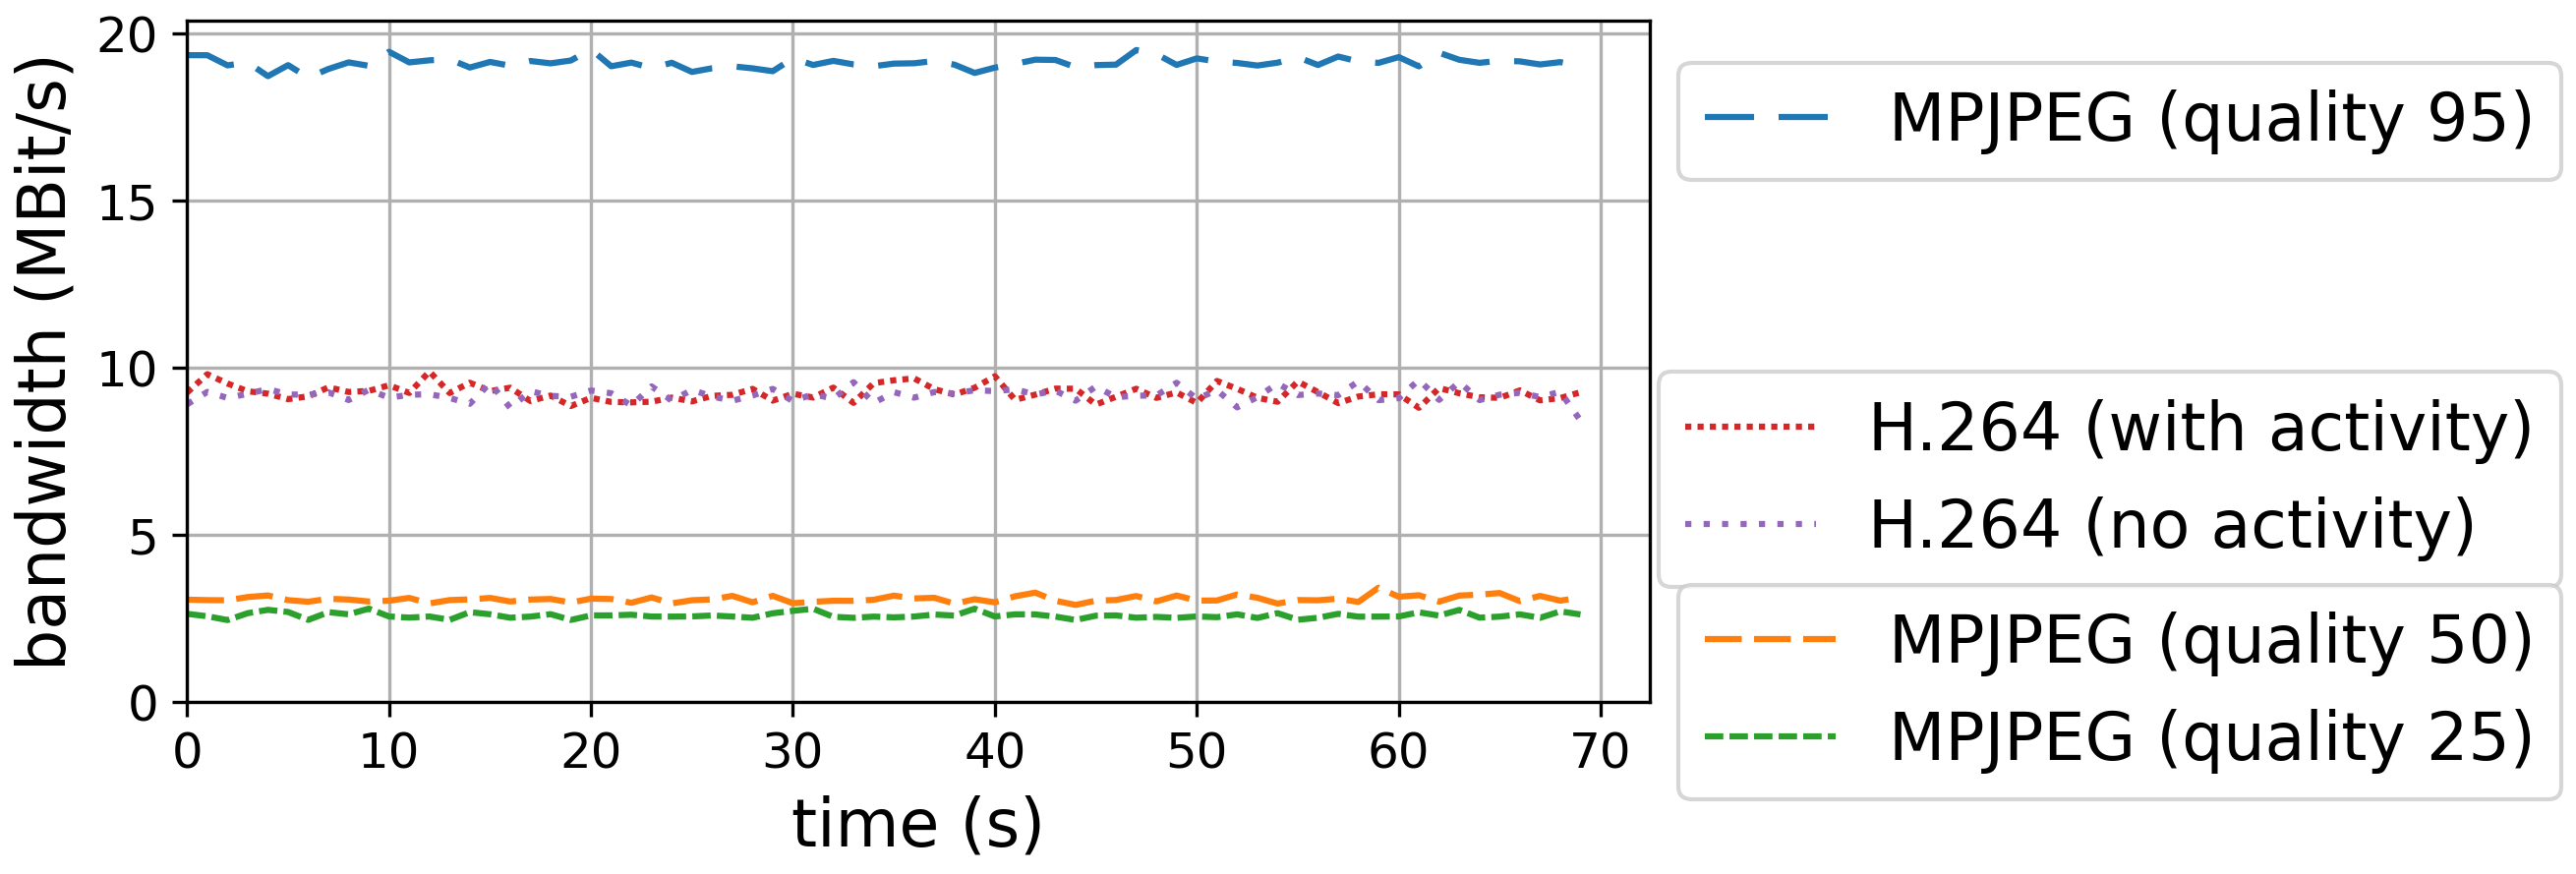 bandwidth (MBit/s)
20
15
10
5
0
0 10 20 30 40 50 60 70
time (s)
MPJPEG (quality 95)
H.264 (with activity)
H.264 (no activity)
MPJPEG (quality 50)
MPJPEG (quality 25)